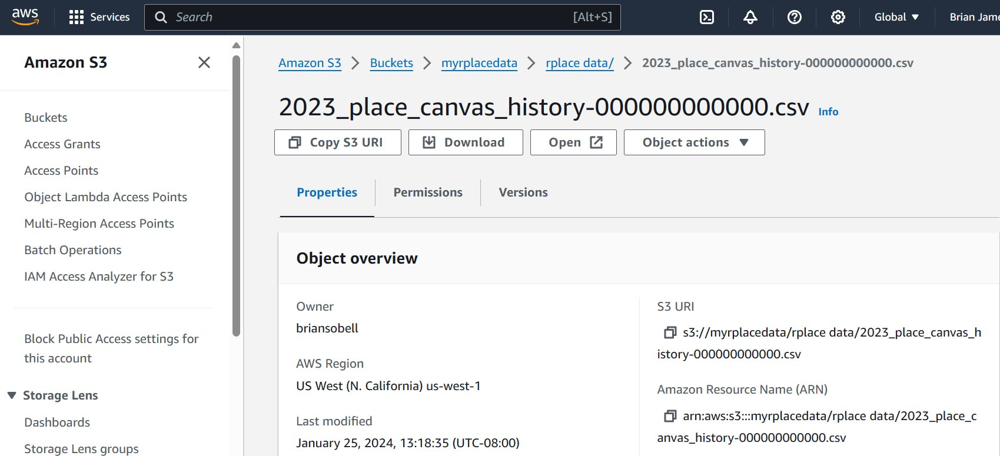 aws Services Search [Alt+S] Global Brian Jame
Amazon S3
Buckets
Access Grants
Access Points
Object Lambda Access Points
Multi-Region Access Points
Batch Operations
IAM Access Analyzer for S3
Block Public Access settings for
this account
Storage Lens
Dashboards
Storage Lens groups
Amazon S3 > Buckets > myrplacedata > rplace data/ > 2023_place_canvas_history-000000000000.csv
2023_place_canvas_history-000000000000.csv Info
Copy S3 URI Download Open Object actions
Properties Permissions Versions
Object overview
Owner
briansobell
AWS Region
US West (N. California) us-west-1
Last modified
January 25, 2024, 13:18:35 (UTC-08:00)
S3 URI
s3://myrplacedata/rplace data/2023_place_canvas_h
istory-000000000000.csv
Amazon Resource Name (ARN)
arn:aws:s3:::myrplacedata/rplace data/2023_place_c
anvas_history-000000000000.csv